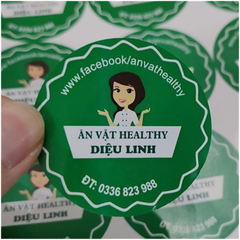 www.facebook/anvathealthy
ĂN VẶT HEALTHY
DIỆU LINH
ĐT: 0336 823 988